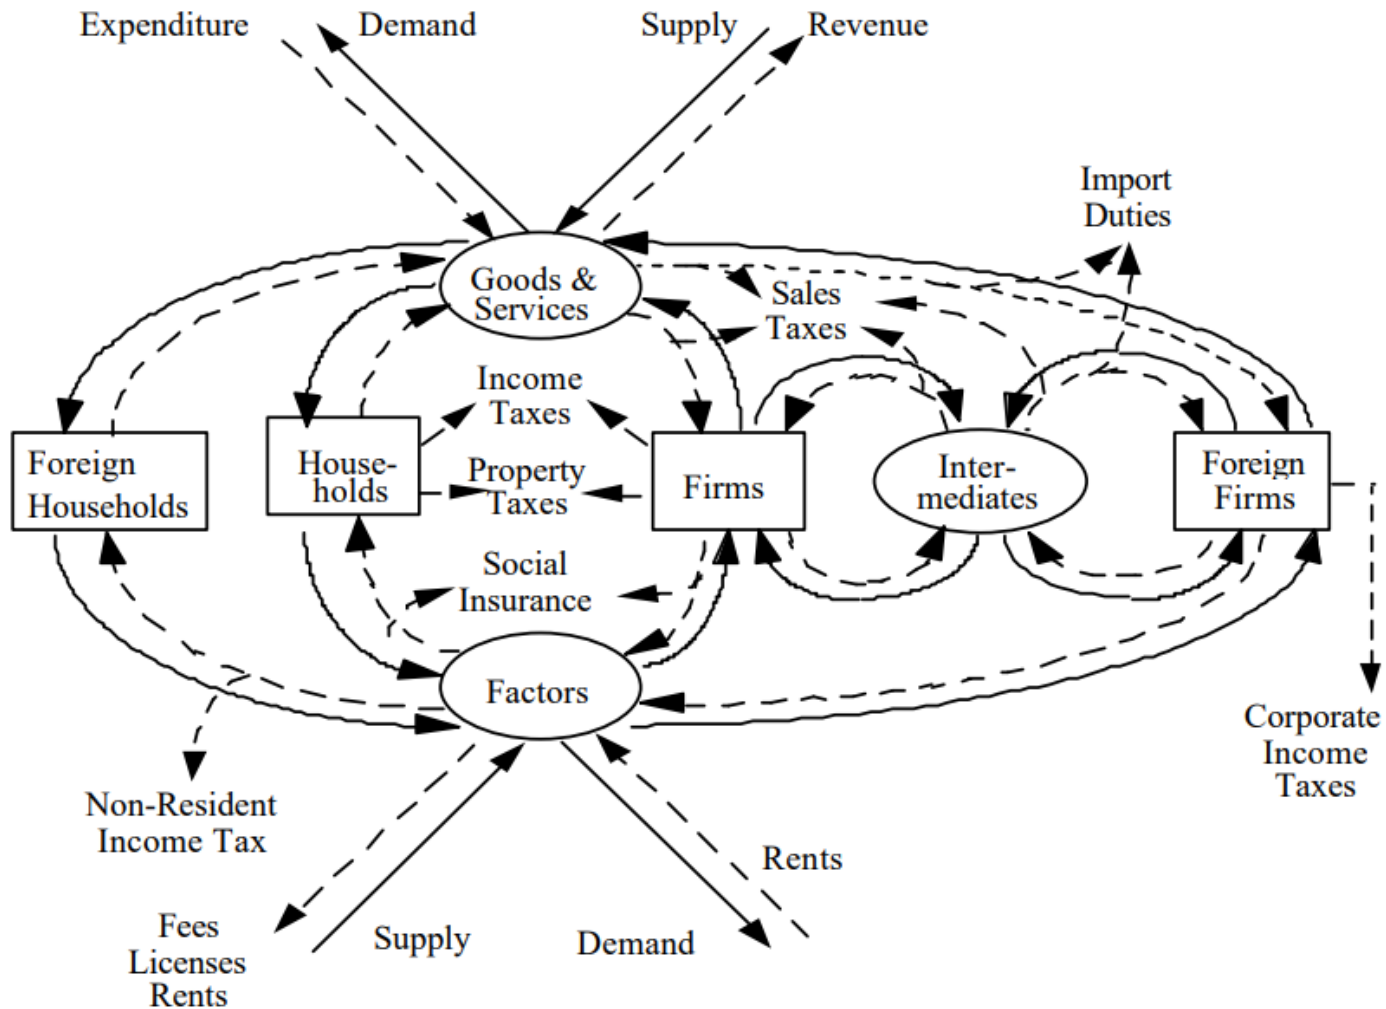 Expenditure
Demand
Supply
Revenue
Import
Duties
Goods &
Services
Sales
Taxes
Income
Taxes
Foreign
Households
House-
holds
Property
Taxes
Firms
Inter-
mediates
Foreign
Firms
Social
Insurance
Factors
Corporate
Income
Taxes
Non-Resident
Income Tax
Rents
Fees
Licenses
Rents
Supply
Demand